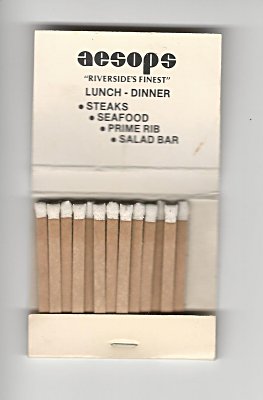 aesops
"RIVERSIDE'S FINEST"
LUNCH - DINNER
• STEAKS
• SEAFOOD
• PRIME RIB
• SALAD BAR